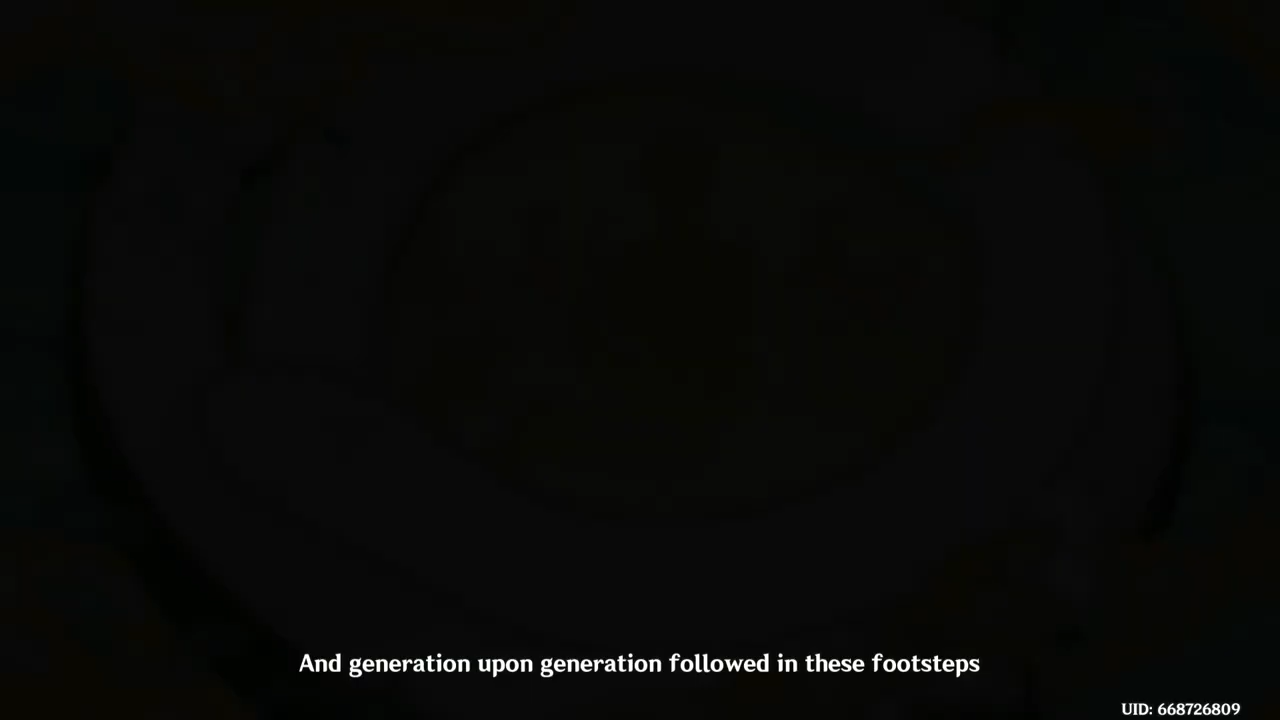 And generation upon generation followed in these footsteps
UID: 668726809